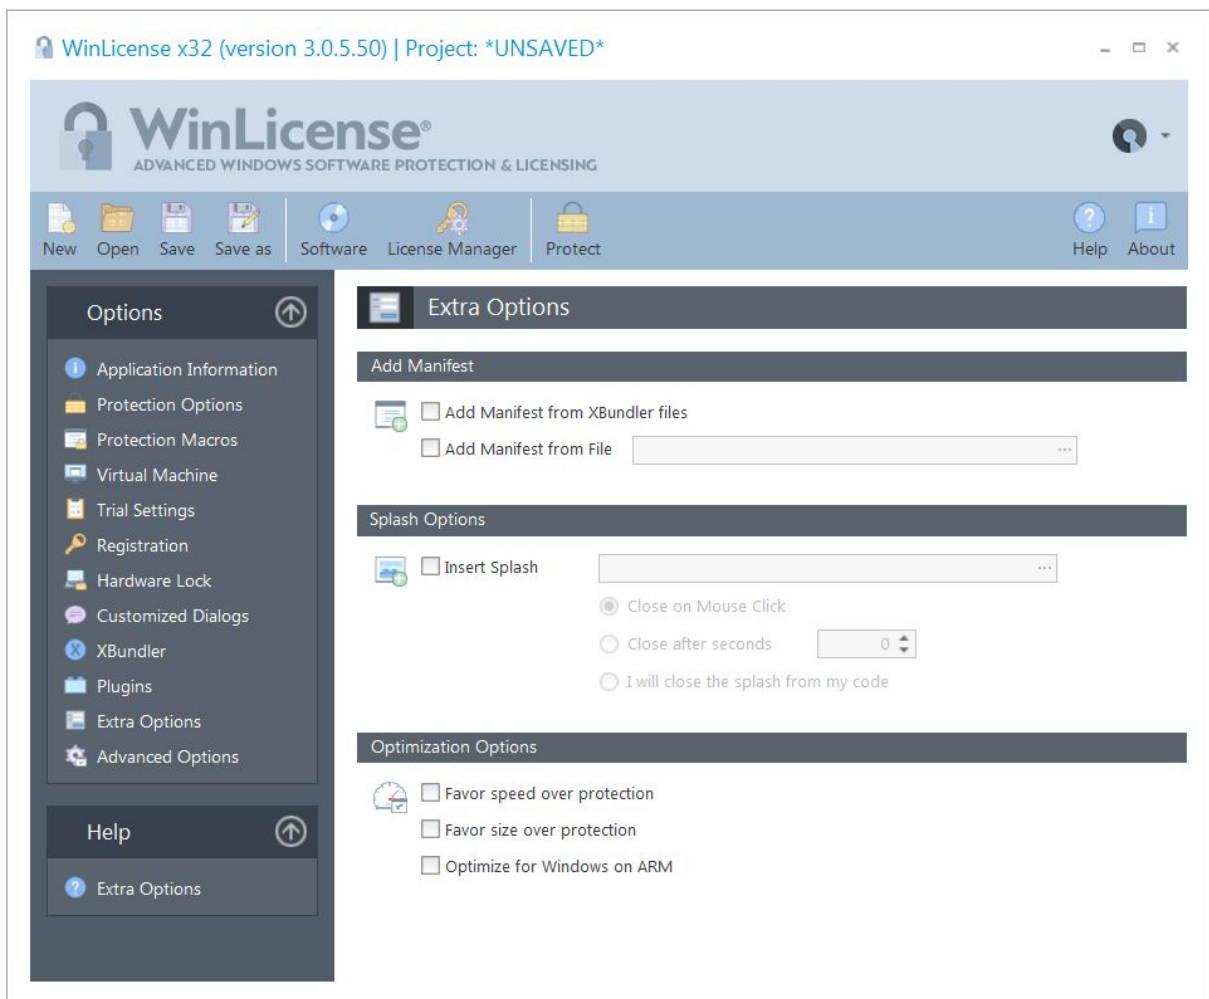 WinLicense x32 (version 3.0.5.50) | Project: *UNSAVED*
WinLicense®
ADVANCED WINDOWS SOFTWARE PROTECTION & LICENSING
New Open Save Save as Software License Manager Protect Help About
Options
Application Information
Protection Options
Protection Macros
Virtual Machine
Trial Settings
Registration
Hardware Lock
Customized Dialogs
XBundler
Plugins
Extra Options
Advanced Options
Help
Extra Options
Extra Options
Add Manifest
Add Manifest from XBundler files
Add Manifest from File ...
Splash Options
Insert Splash ...
Close on Mouse Click
Close after seconds 0
I will close the splash from my code
Optimization Options
Favor speed over protection
Favor size over protection
Optimize for Windows on ARM